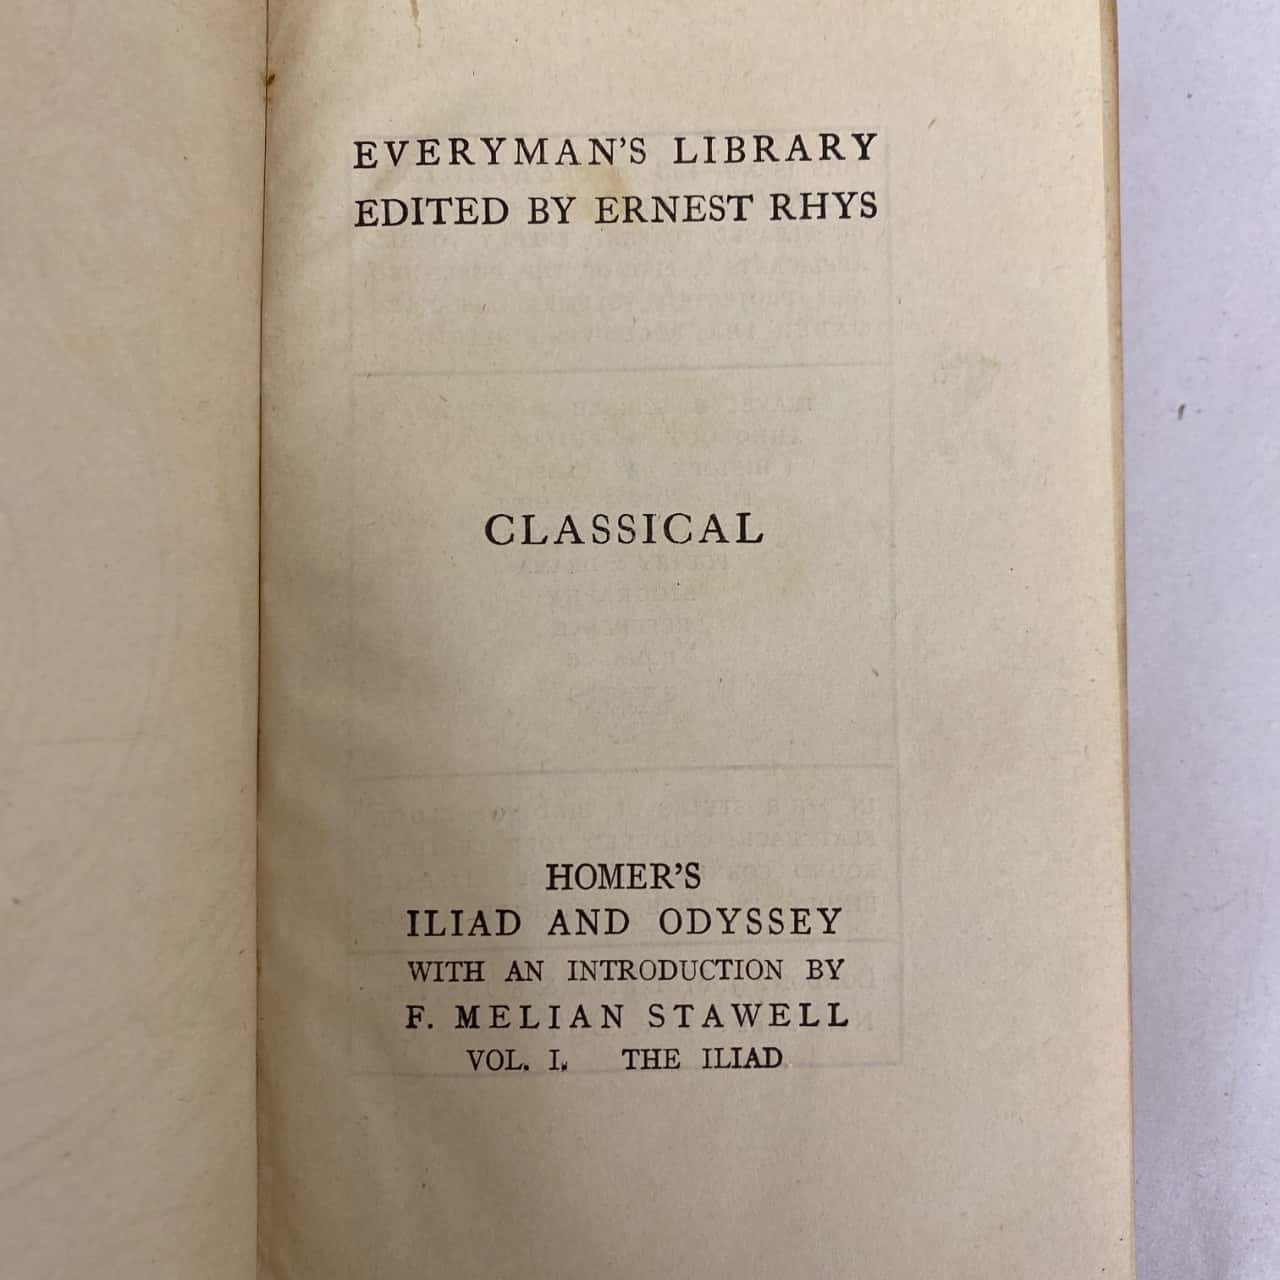 EVERYMAN'S LIBRARY
EDITED BY ERNEST RHYS
CLASSICAL
HOMER'S
ILIAD AND ODYSSEY
WITH AN INTRODUCTION BY
F. MELIAN STAWELL
VOL. I. THE ILIAD